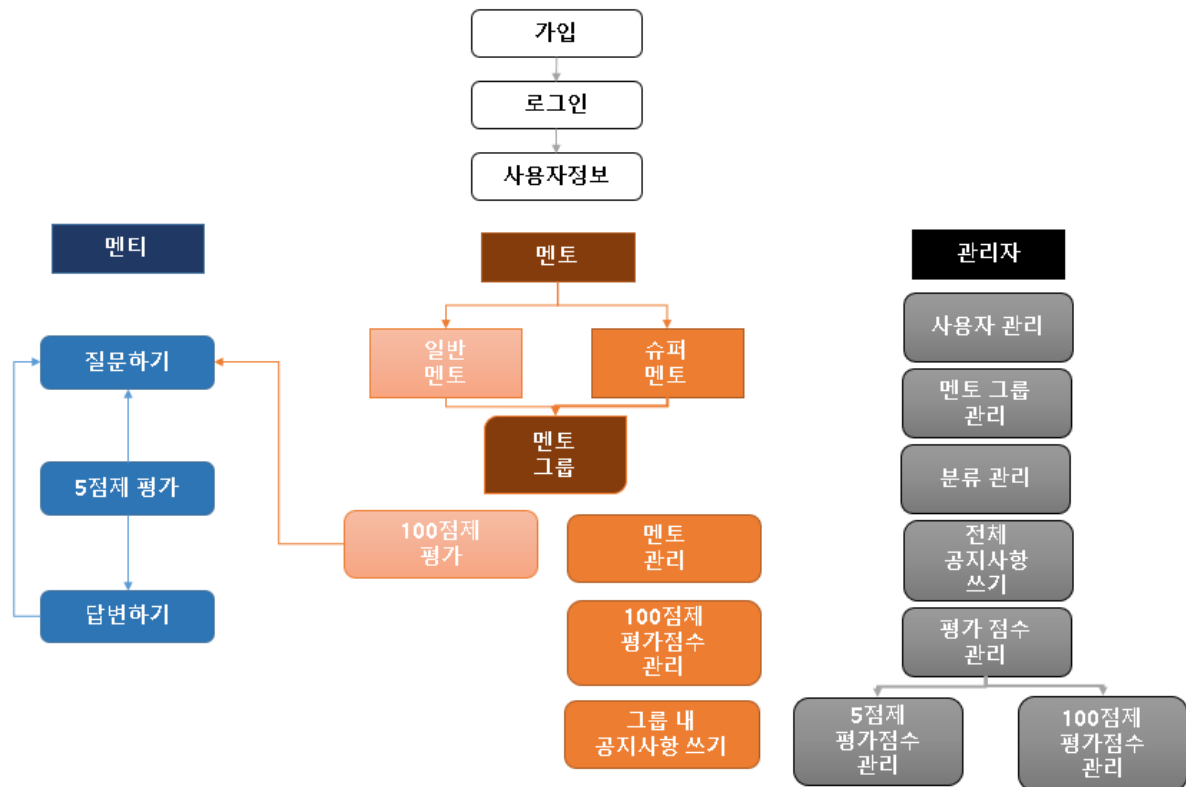 가입
로그인
사용자정보
멘티
질문하기
5점제 평가
답변하기
멘토
일반
멘토
슈퍼
멘토
멘토
그룹
100점제
평가
멘토
관리
100점제
평가점수
관리
그룹 내
공지사항 쓰기
관리자
사용자 관리
멘토 그룹
관리
분류 관리
전체
공지사항
쓰기
평가 점수
관리
5점제
평가점수
관리
100점제
평가점수
관리